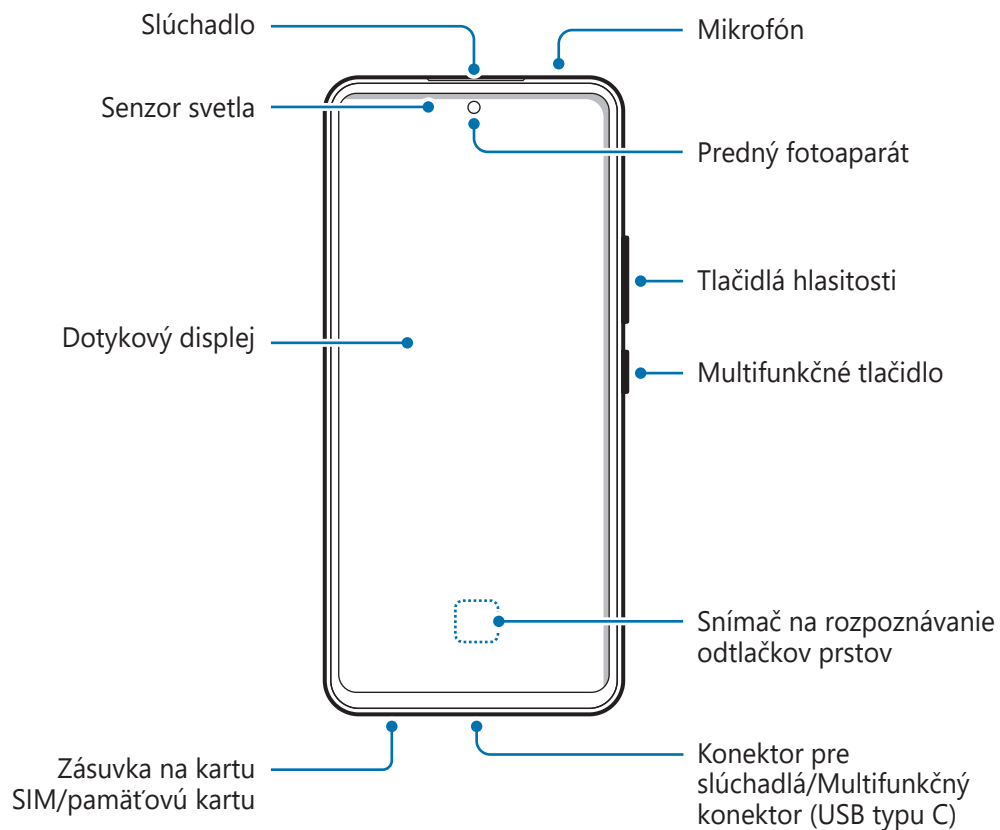 Slúchadlo
Mikrofón
Senzor svetla
Predný fotoaparát
Tlačidlá hlasitosti
Dotykový displej
Multifunkčné tlačidlo
Snímač na rozpoznávanie
odtlačkov prstov
Zásuvka na kartu
SIM/pamäťovú kartu
Konektor pre
slúchadlá/Multifunkčný
konektor (USB typu C)